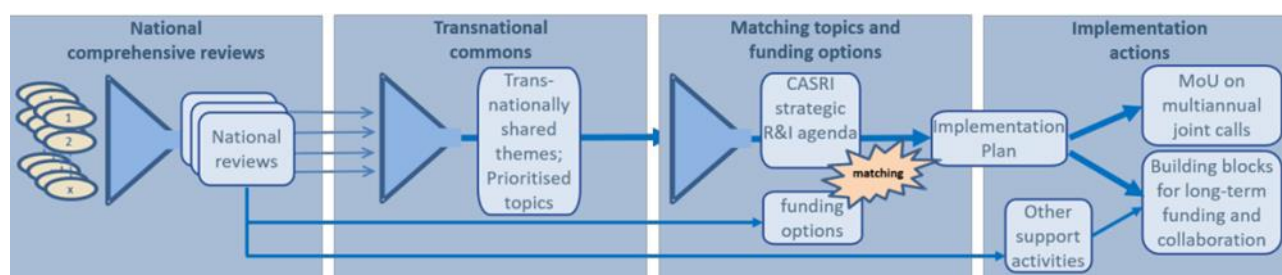 National
comprehensive reviews
1
2
x
National
reviews
Transnational
commons
Trans-
nationally
shared
themes;
Prioritised
topics
Matching topics and
funding options
CASRI
strategic
R&I agenda
matching
funding
options
Implementation
Plan
Implementation
actions
MoU on
multiannual
joint calls
Building blocks
for long-term
funding and
collaboration
Other
support
activities